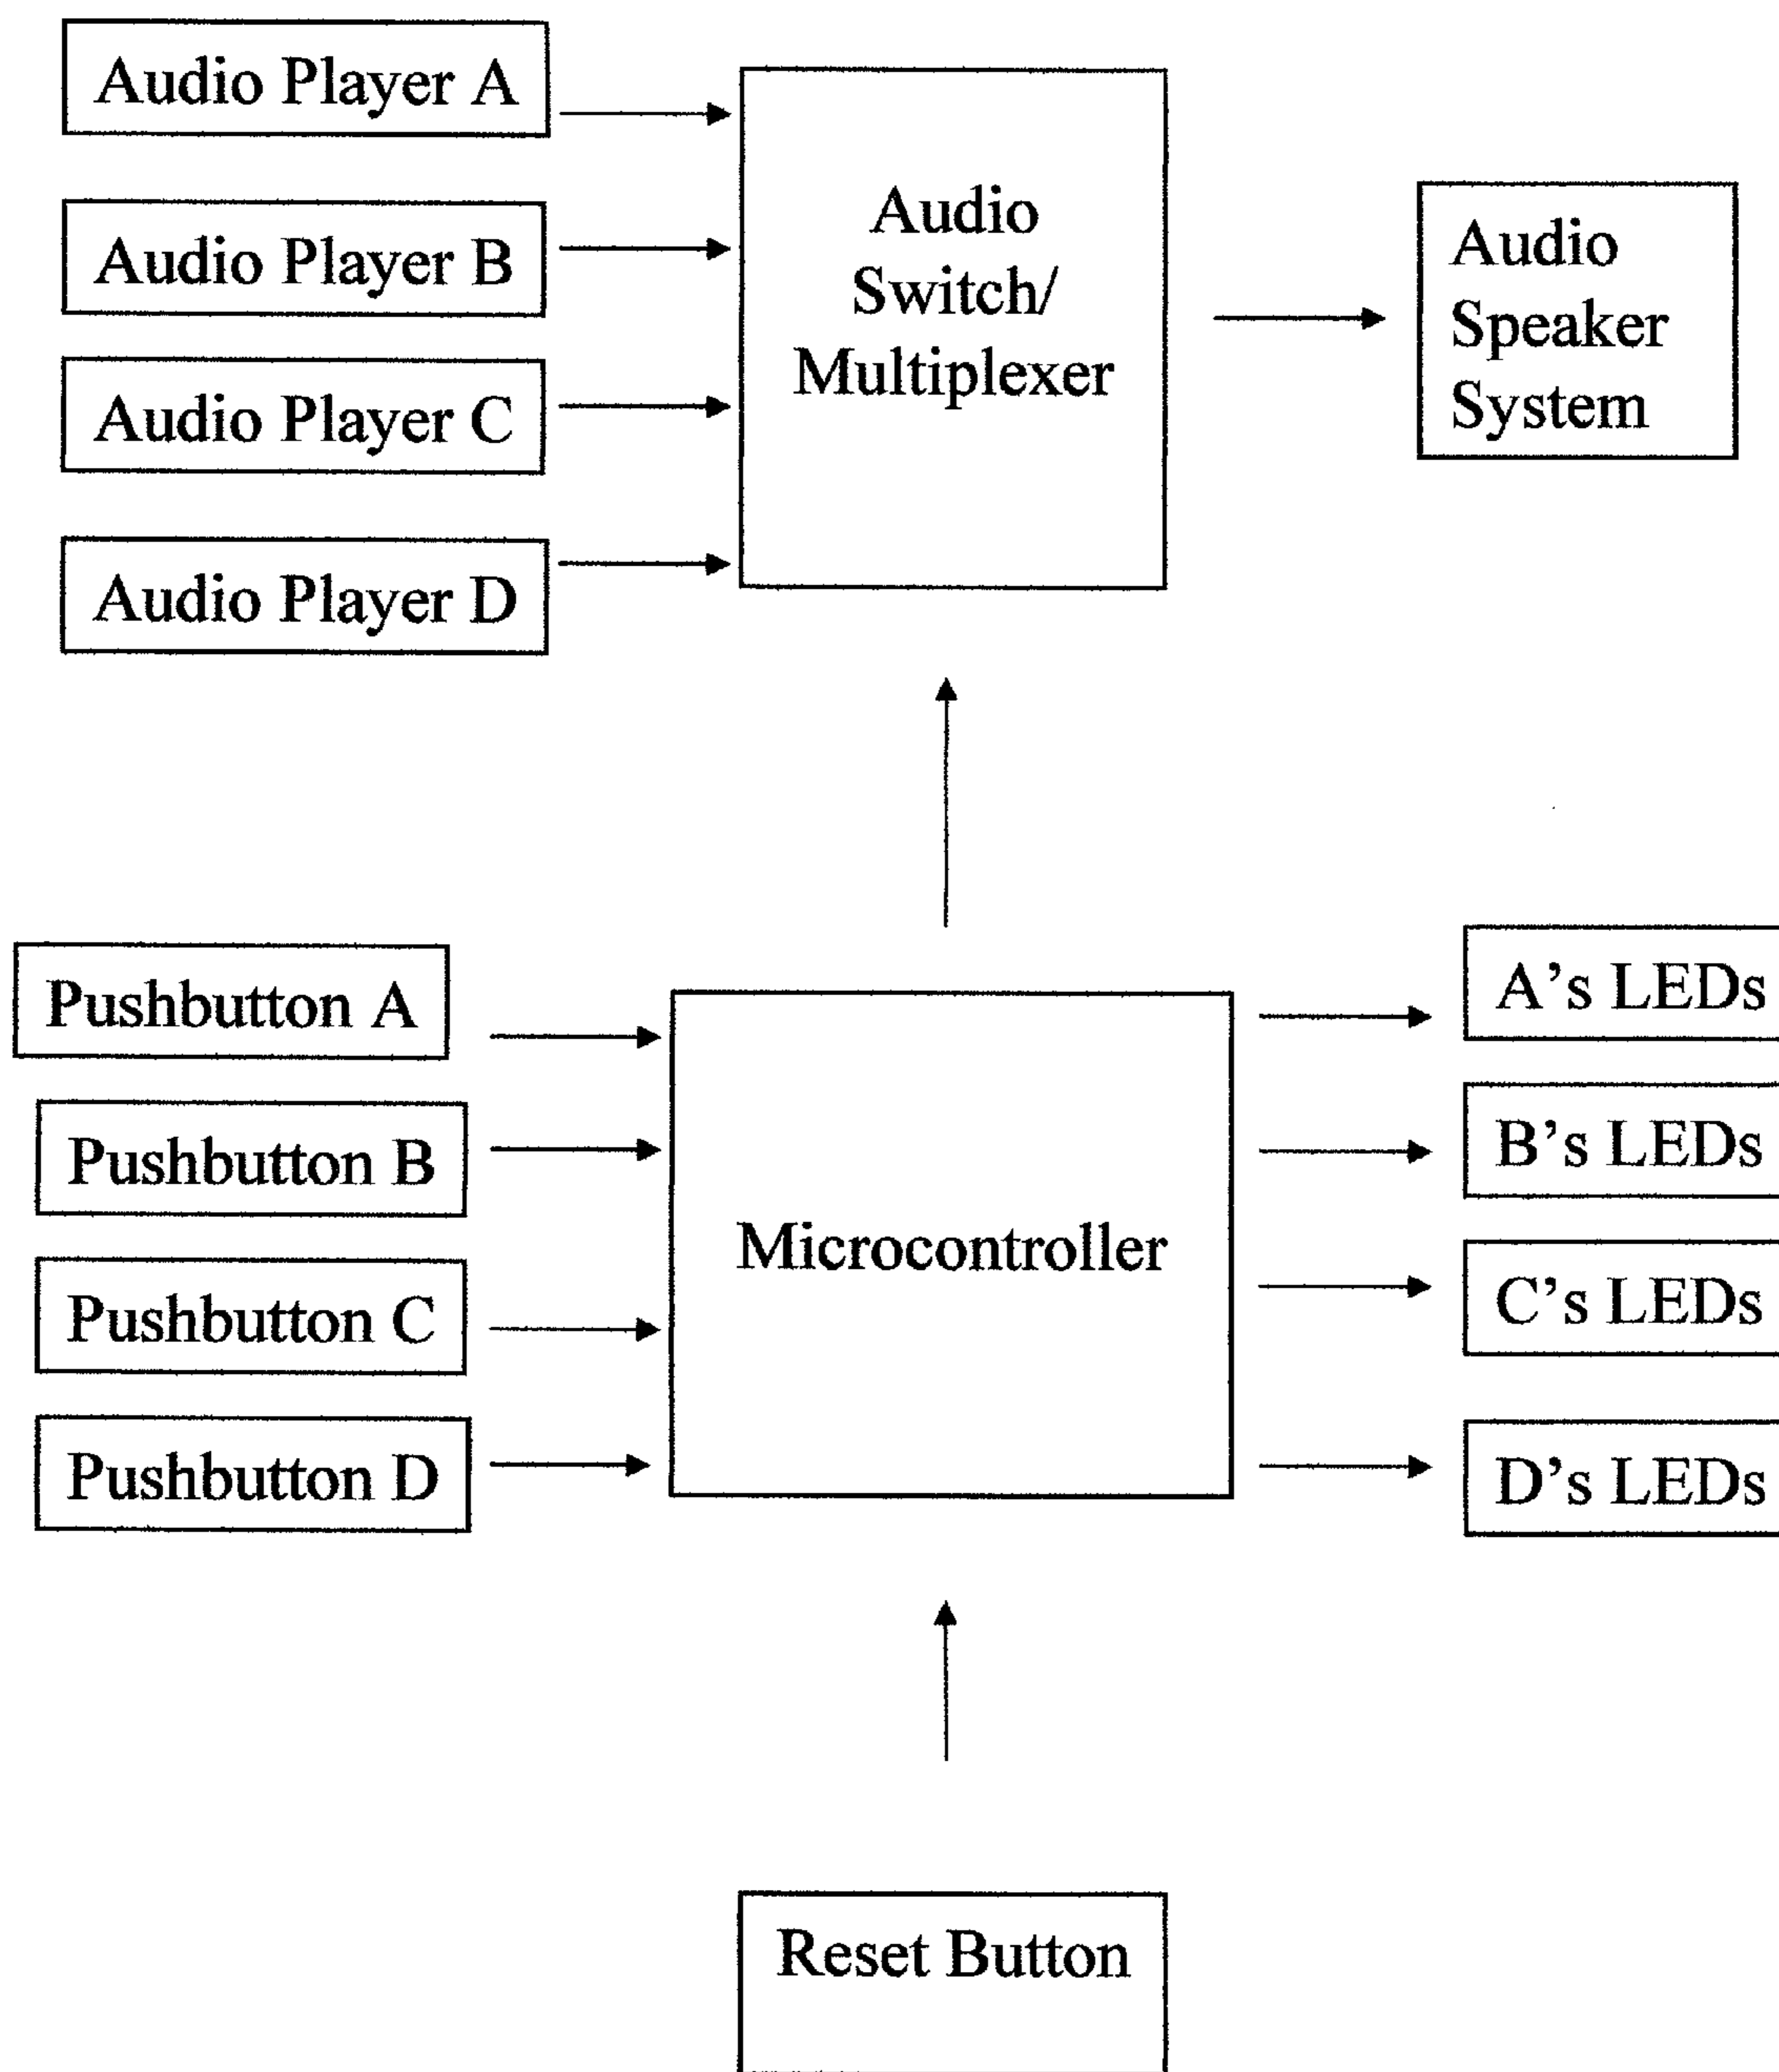 Audio Player A
Audio Player B
Audio Player C
Audio Player D
Audio
Switch/
Multiplexer
Audio
Speaker
System
Pushbutton A
Pushbutton B
Pushbutton C
Pushbutton D
Microcontroller
A’s LEDs
B’s LEDs
C’s LEDs
D’s LEDs
Reset Button